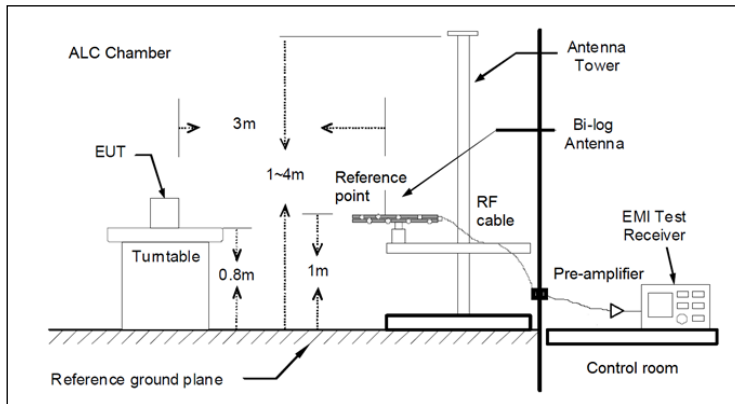 ALC Chamber
Antenna
Tower
3m
Bi-log
Antenna
EUT
1~4m
Reference
point
RF
cable
EMI Test
Receiver
Turntable
0.8m
1m
Pre-amplifier
Reference ground plane
Control room